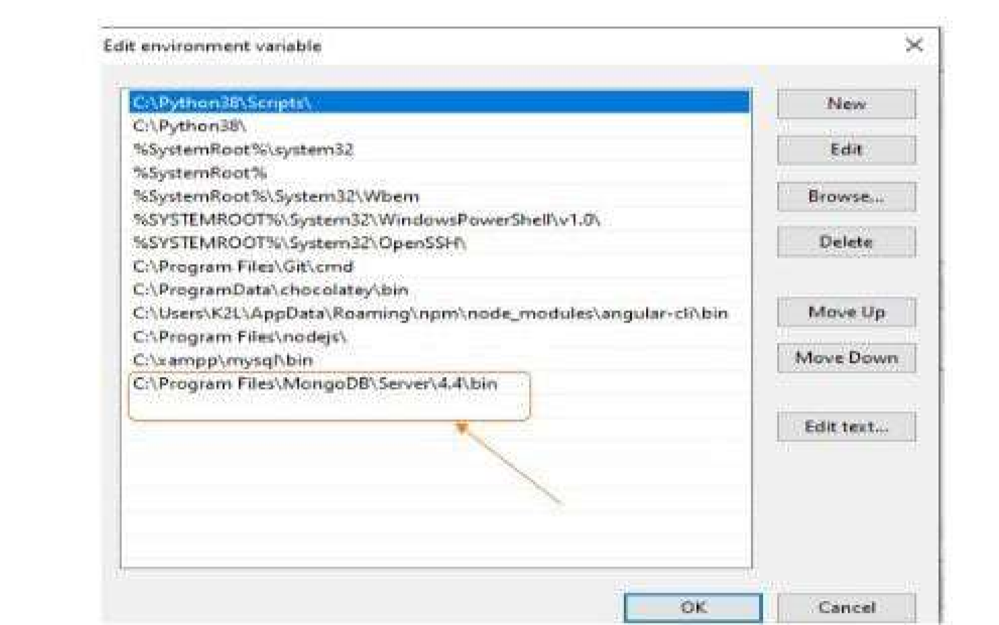 Edit environment variable
C:\Python38\Scripts\
C:\Python38\
%SystemRoot%\system32
%SystemRoot%
%SystemRoot%\System32\Wbem
%SYSTEMROOT%\System32\WindowsPowerShell\v1.0\
%SYSTEMROOT%\System32\OpenSSH\
C:\Program Files\Git\cmd
C:\ProgramData\chocolatey\bin
C:\Users\K2L\AppData\Roaming\npm\node_modules\angular-cli\bin
C:\Program Files\nodejs\
C:\xampp\mysql\bin
C:\Program Files\MongoDB\Server\4.4\bin
New
Edit
Browse...
Delete
Move Up
Move Down
Edit text...
OK
Cancel